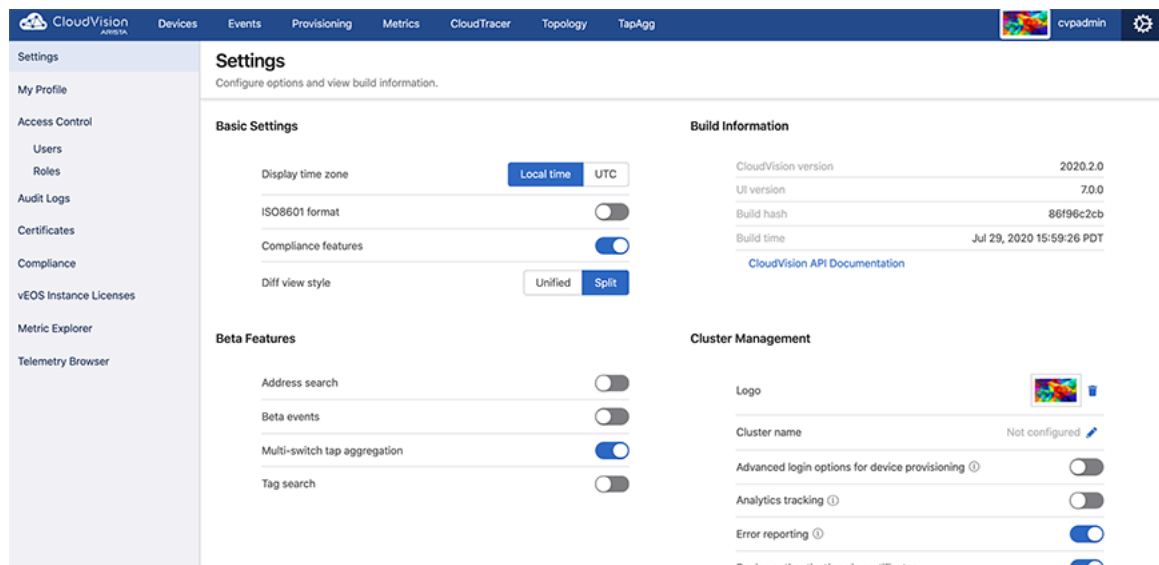 CloudVision
ARISTA
Devices Events Provisioning Metrics CloudTracer Topology TapAgg cvpadmin
Settings
My Profile
Access Control
Users
Roles
Audit Logs
Certificates
Compliance
vEOS Instance Licenses
Metric Explorer
Telemetry Browser
Settings
Configure options and view build information.
Basic Settings
Display time zone Local time UTC
ISO8601 format
Compliance features
Diff view style Unified Split
Beta Features
Address search
Beta events
Multi-switch tap aggregation
Tag search
Build Information
CloudVision version 2020.2.0
UI version 7.0.0
Build hash 86f96c2cb
Build time Jul 29, 2020 15:59:26 PDT
CloudVision API Documentation
Cluster Management
Logo
Cluster name Not configured
Advanced login options for device provisioning
Analytics tracking
Error reporting